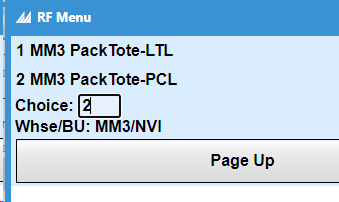 RF Menu
1 MM3 PackTote-LTL
2 MM3 PackTote-PCL
Choice: 2
Whse/BU: MM3/NVI
Page Up